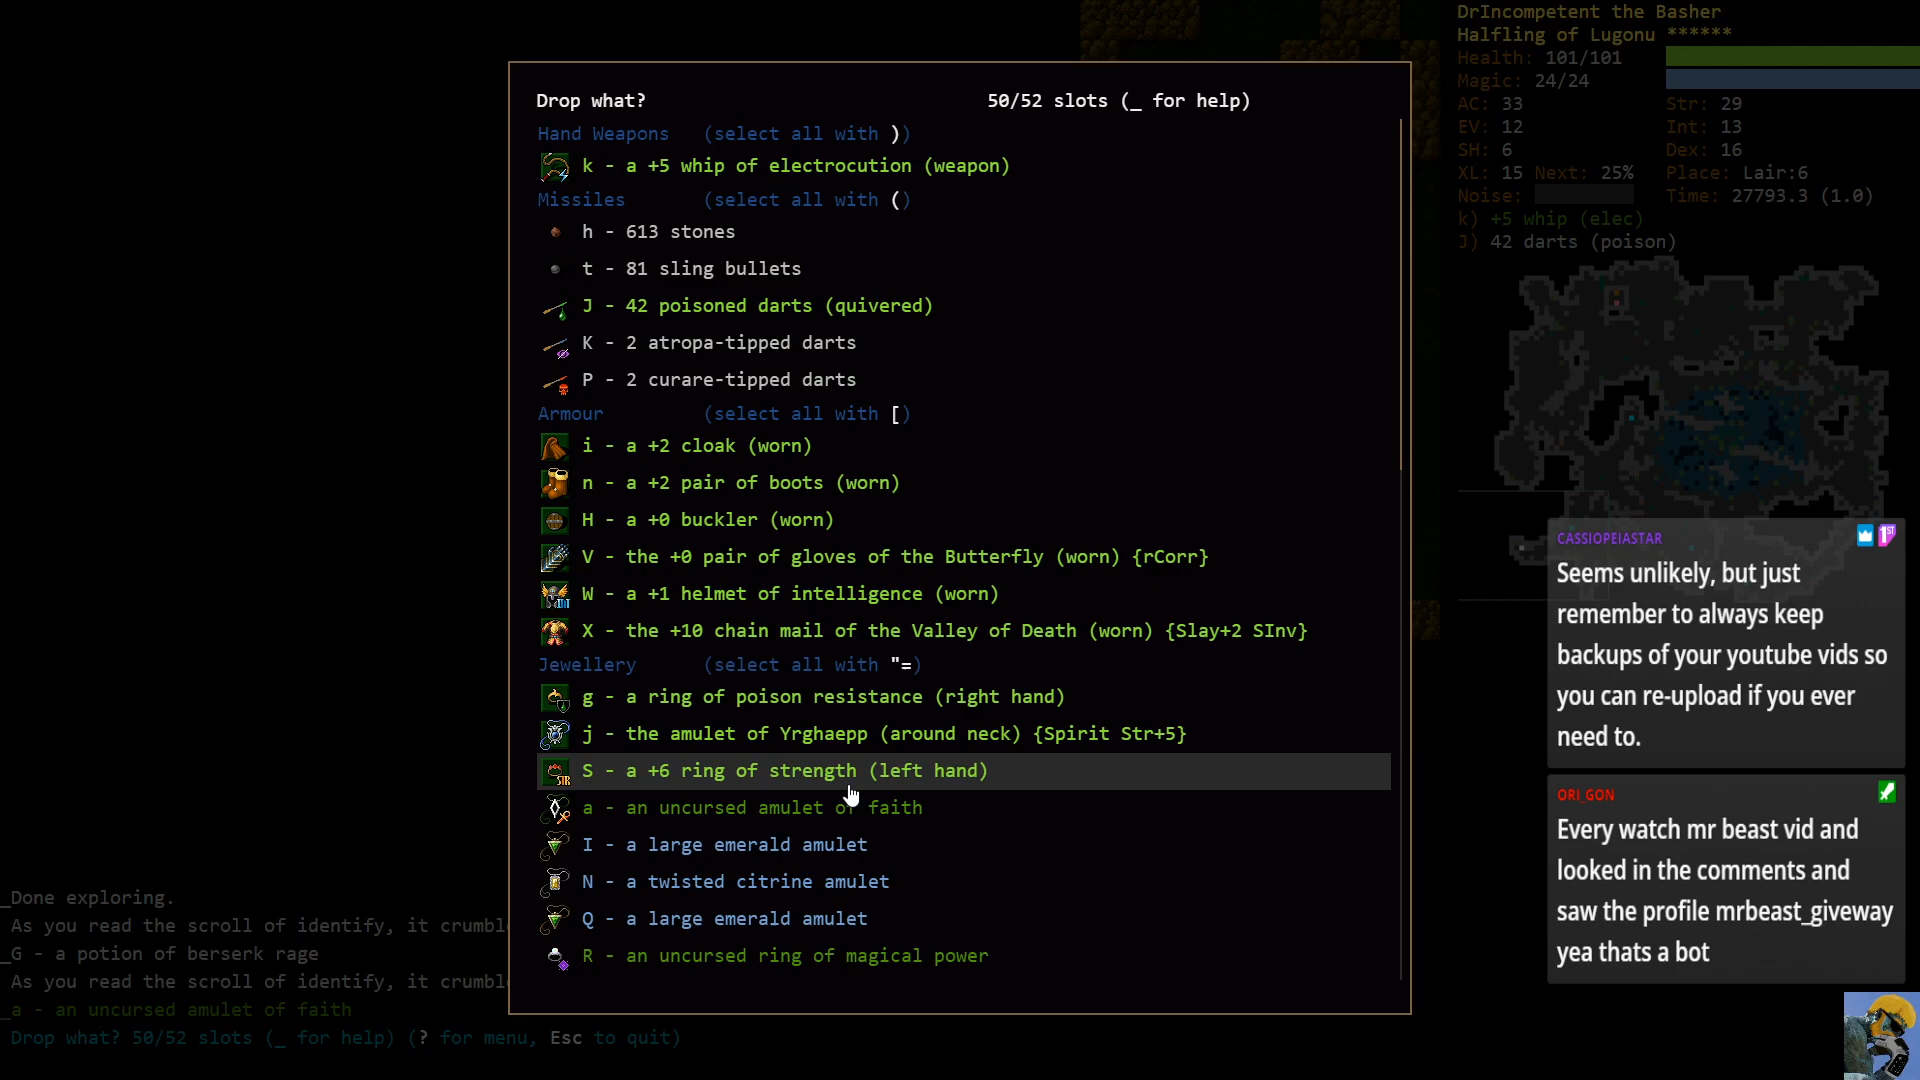 DrIncompetent the Basher
Halfling of Lugonu ******
Health: 101/101
Magic: 24/24
AC: 33 Str: 29
EV: 12 Int: 13
SH: 6 Dex: 16
XL: 15 Next: 25% Place: Lair:6
Noise: Time: 27793.3 (1.0)
k) +5 whip (elec)
J) 42 darts (poison)
Drop what? 50/52 slots (_ for help)
Hand Weapons (select all with ))
k - a +5 whip of electrocution (weapon)
Missiles (select all with ()
h - 613 stones
t - 81 sling bullets
J - 42 poisoned darts (quivered)
K - 2 atropa-tipped darts
P - 2 curare-tipped darts
Armour (select all with [)
i - a +2 cloak (worn)
n - a +2 pair of boots (worn)
H - a +0 buckler (worn)
V - the +0 pair of gloves of the Butterfly (worn) {rCorr}
W - a +1 helmet of intelligence (worn)
X - the +10 chain mail of the Valley of Death (worn) {Slay+2 SInv}
Jewellery (select all with "=)
g - a ring of poison resistance (right hand)
j - the amulet of Yrghaepp (around neck) {Spirit Str+5}
S - a +6 ring of strength (left hand)
a - an uncursed amulet of faith
I - a large emerald amulet
N - a twisted citrine amulet
Q - a large emerald amulet
R - an uncursed ring of magical power
CASSIOPEIASTAR
Seems unlikely, but just
remember to always keep
backups of your youtube vids so
you can re-upload if you ever
need to.
ORI_GON
Every watch mr beast vid and
looked in the comments and
saw the profile mrbeast_giveway
yea thats a bot
_Done exploring.
As you read the scroll of identify, it crumbl
_G - a potion of berserk rage
As you read the scroll of identify, it crumbl
_a - an uncursed amulet of faith
Drop what? 50/52 slots (_ for help) (? for menu, Esc to quit)